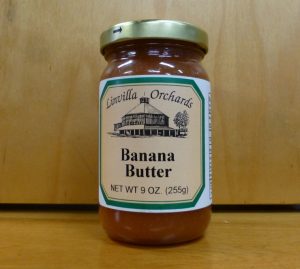 Linvilla Orchards
Banana
Butter
NET WT 9 OZ. (255g)